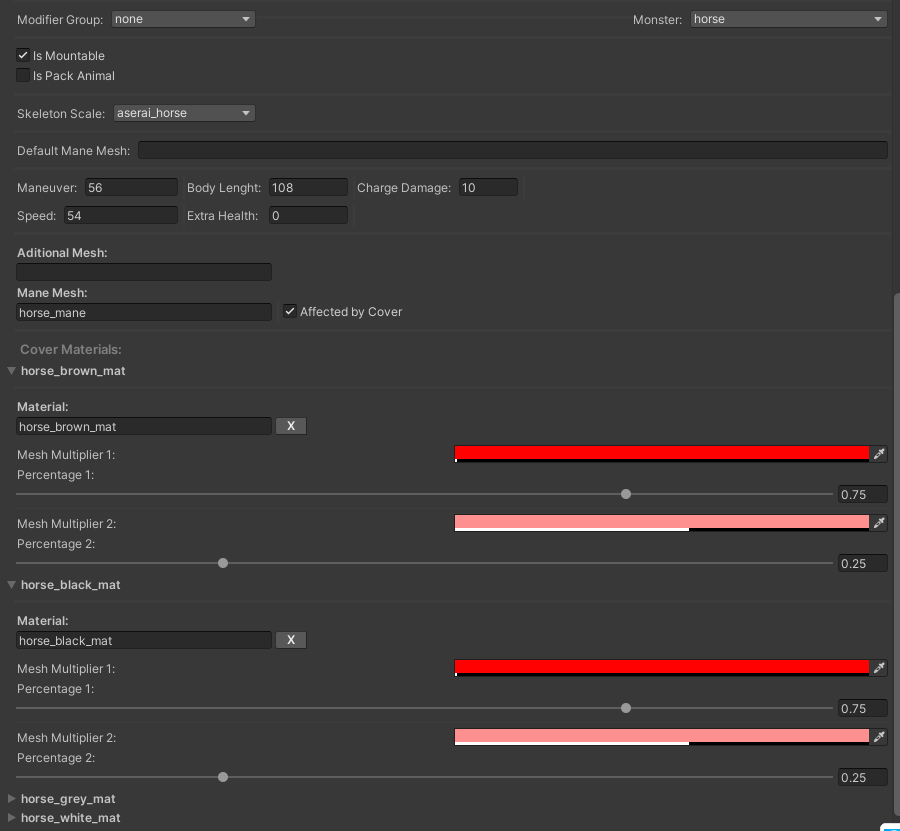 Modifier Group: none Monster: horse
Is Mountable
Is Pack Animal
Skeleton Scale: aserai_horse
Default Mane Mesh:
Maneuver: 56 Body Lenght: 108 Charge Damage: 10
Speed: 54 Extra Health: 0
Aditional Mesh:
Mane Mesh:
horse_mane Affected by Cover
Cover Materials:
horse_brown_mat
Material:
horse_brown_mat X
Mesh Multiplier 1:
Percentage 1:
0.75
Mesh Multiplier 2:
Percentage 2:
0.25
horse_black_mat
Material:
horse_black_mat X
Mesh Multiplier 1:
Percentage 1:
0.75
Mesh Multiplier 2:
Percentage 2:
0.25
horse_grey_mat
horse_white_mat